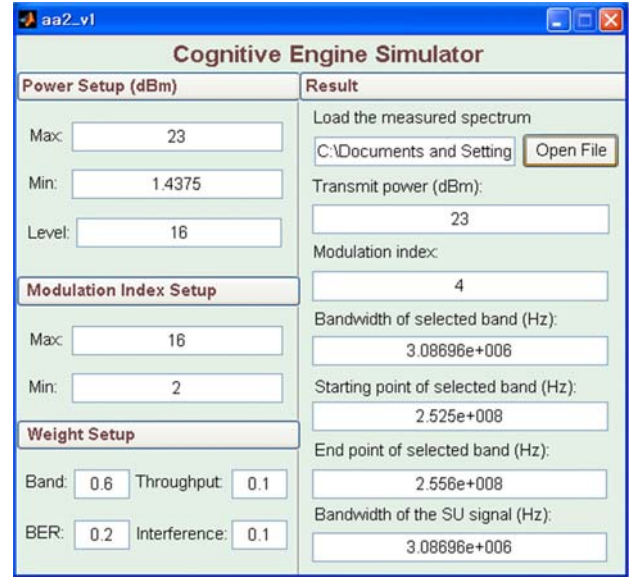 aa2_v1
Cognitive Engine Simulator
Power Setup (dBm)
Max: 23
Min: 1.4375
Level: 16
Modulation Index Setup
Max: 16
Min: 2
Weight Setup
Band: 0.6 Throughput: 0.1
BER: 0.2 Interference: 0.1
Result
Load the measured spectrum
C:\Documents and Setting Open File
Transmit power (dBm):
23
Modulation index:
4
Bandwidth of selected band (Hz):
3.08696e+006
Starting point of selected band (Hz):
2.525e+008
End point of selected band (Hz):
2.556e+008
Bandwidth of the SU signal (Hz):
3.08696e+006